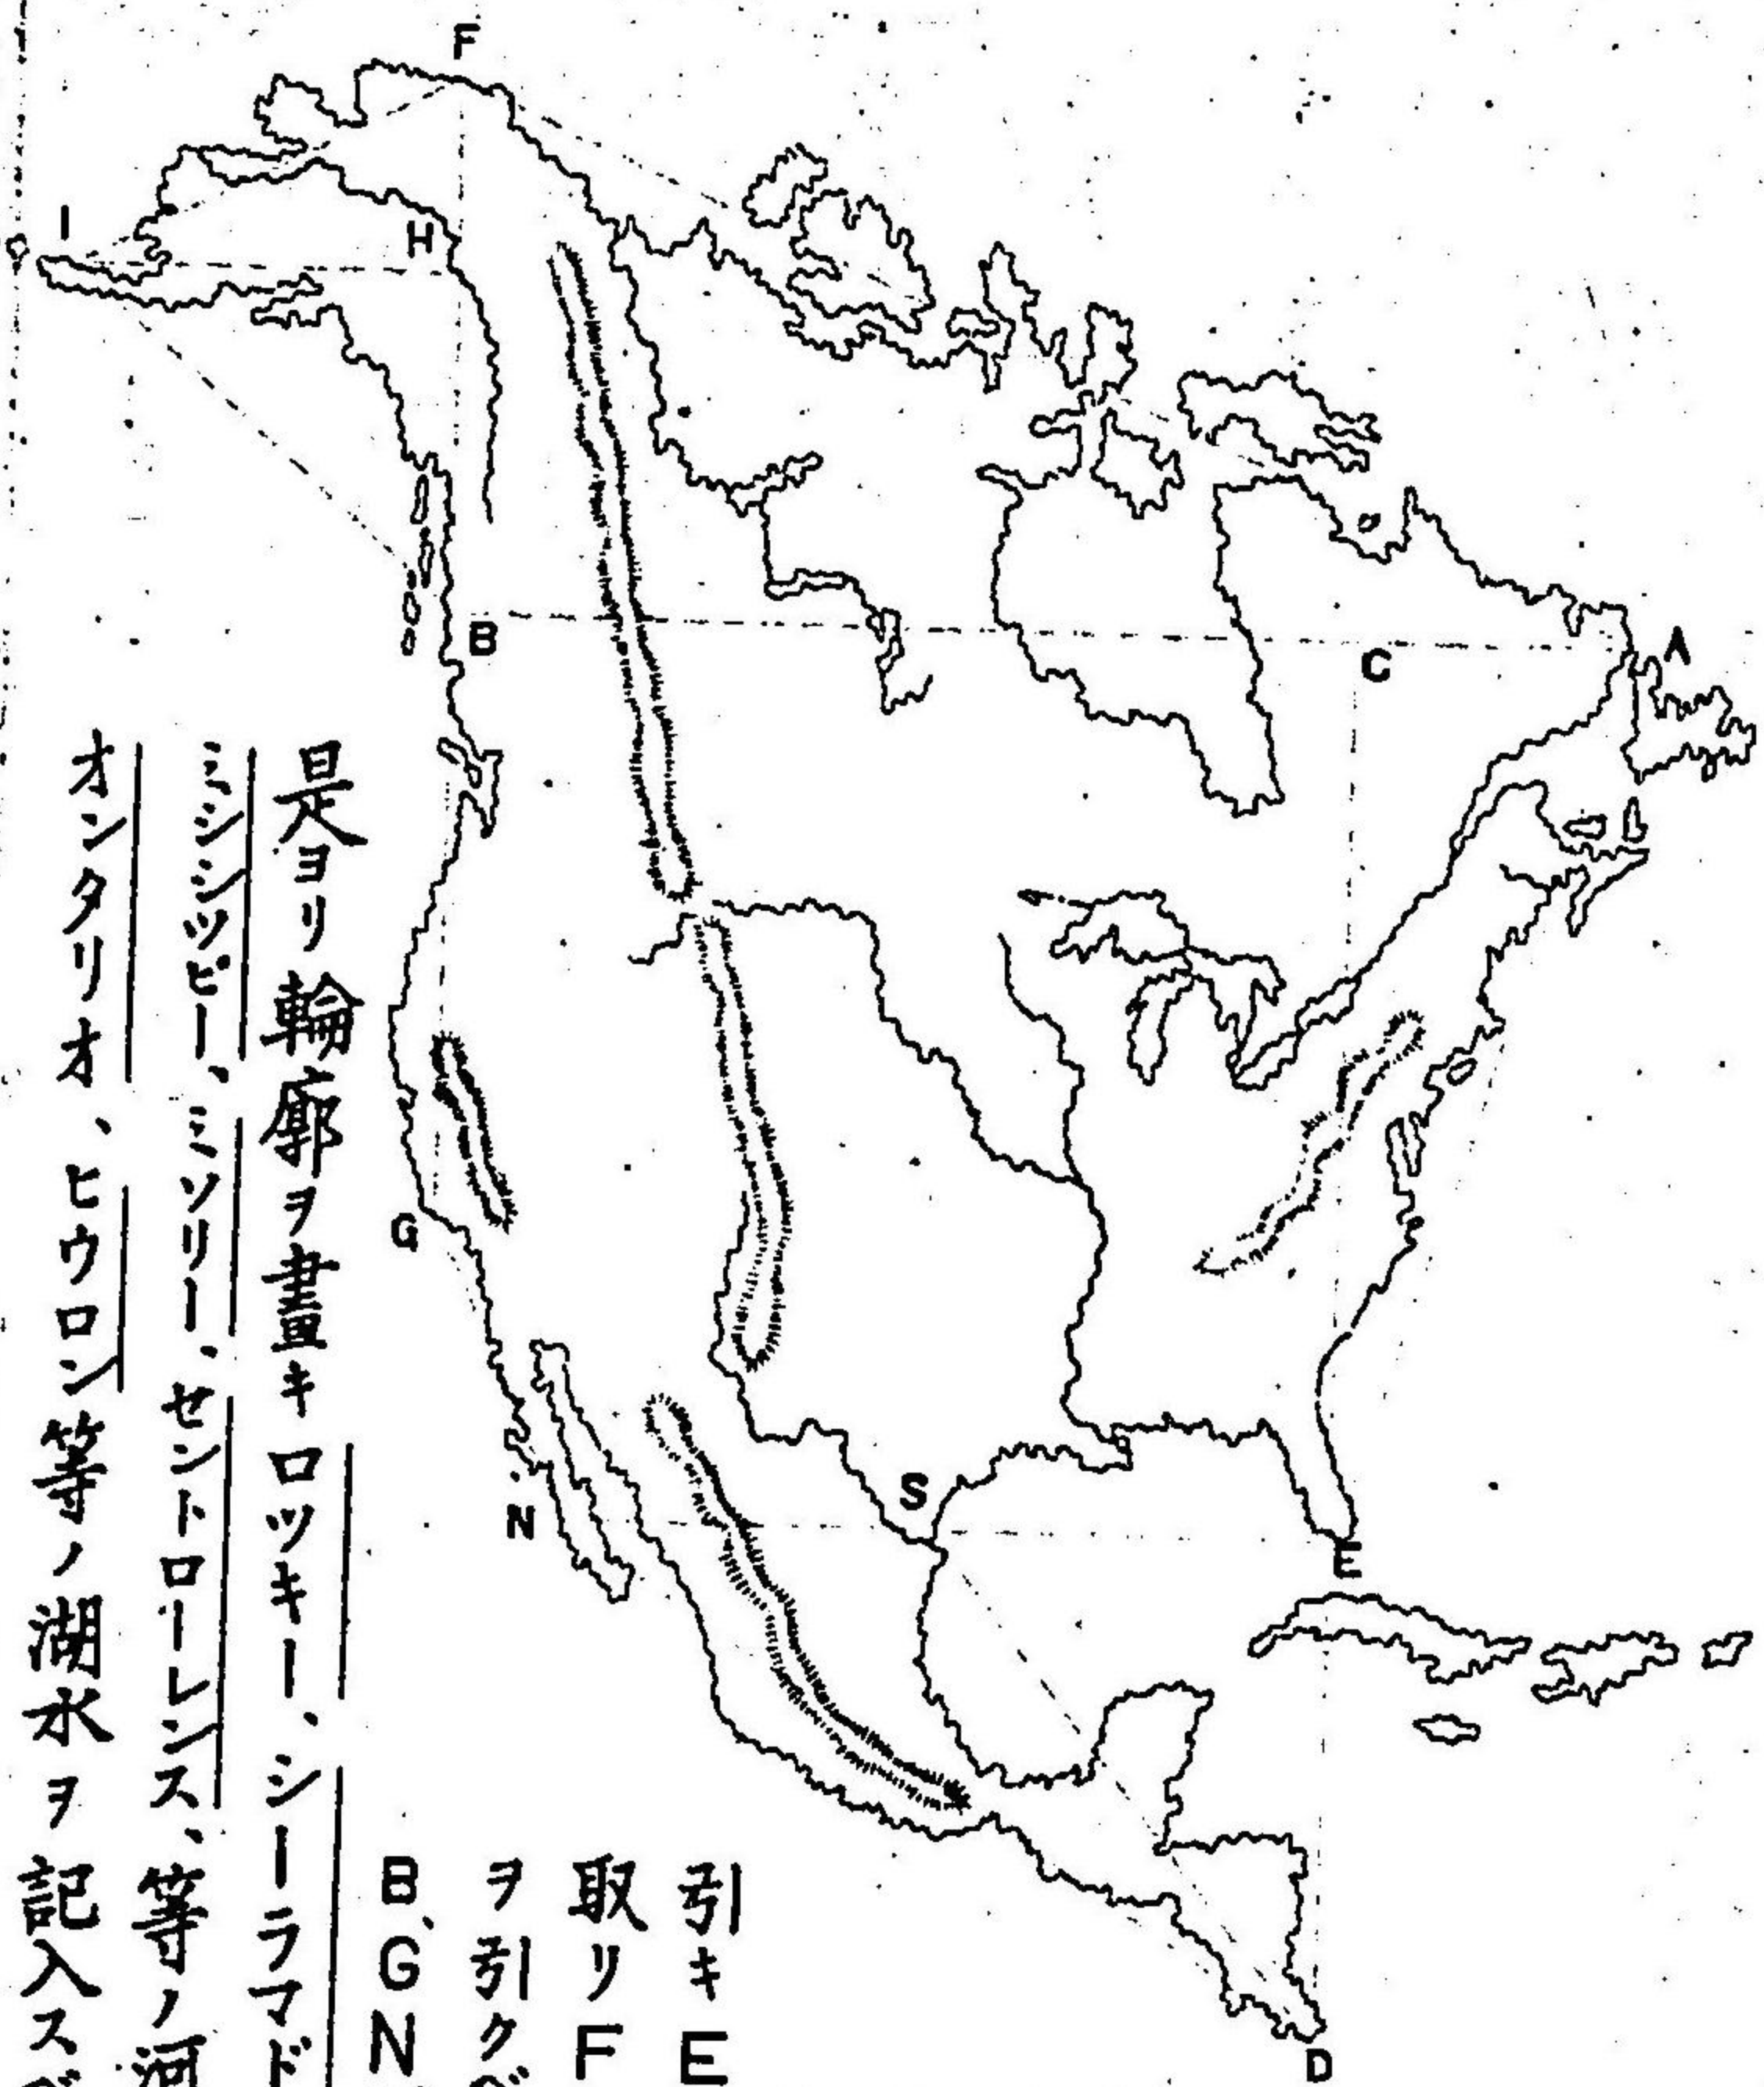 F
I
H
B
C
A
G
S
N
E
D
引キE
取リF
ヲ引クベ
B、GN
是ヨリ輪廓ヲ畫キロツキー、シーラマド
ミシシツピー、ミソリー、セントローレンス、等ノ河
オンタリオ、ヒウロン等ノ湖水ヲ記入スベ